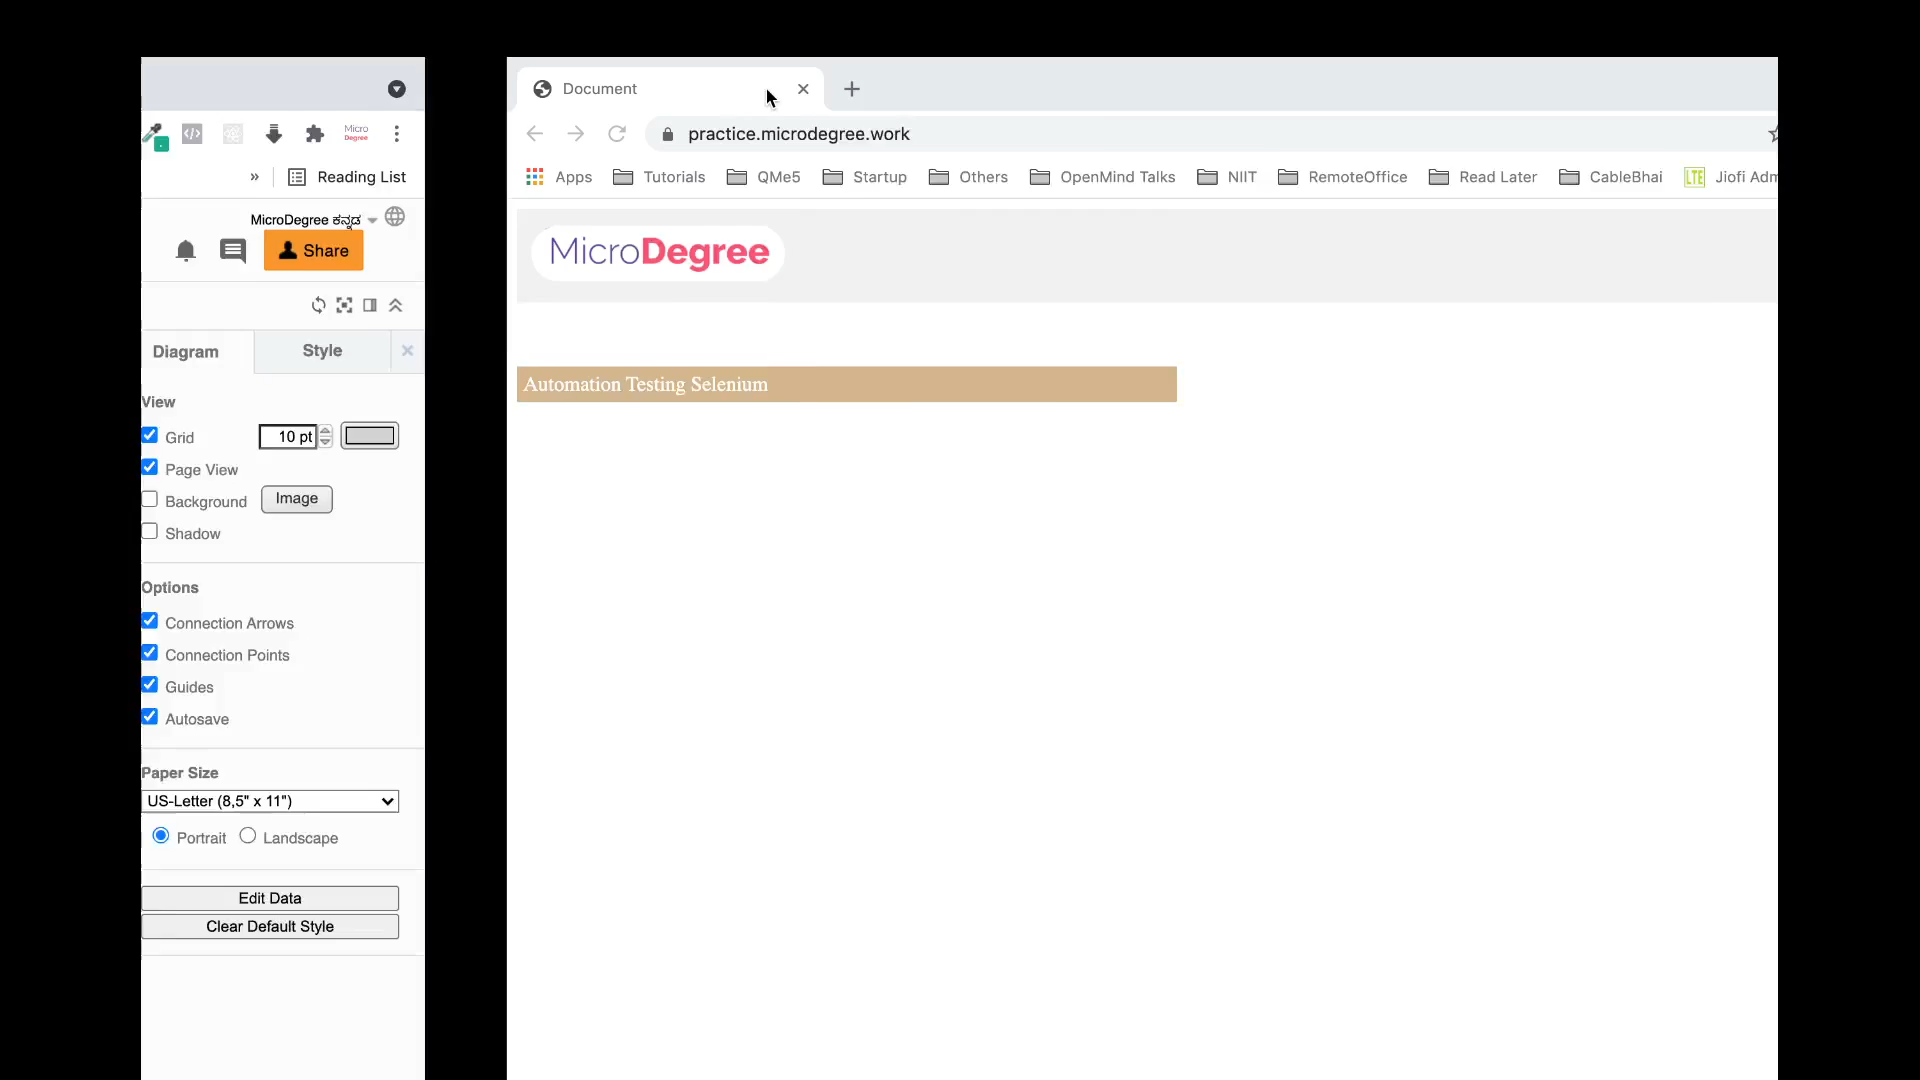 Micro
Degree
Reading List
MicroDegree ಕನ್ನಡ
Share
Diagram
Style
View
Grid
10 pt
Page View
Background
Image
Shadow
Options
Connection Arrows
Connection Points
Guides
Autosave
Paper Size
US-Letter (8,5" x 11")
Portrait
Landscape
Edit Data
Clear Default Style
Document
practice.microdegree.work
Apps Tutorials QMe5 Startup Others OpenMind Talks NIIT RemoteOffice Read Later CableBhai LTE Jiofi Adm
MicroDegree
Automation Testing Selenium